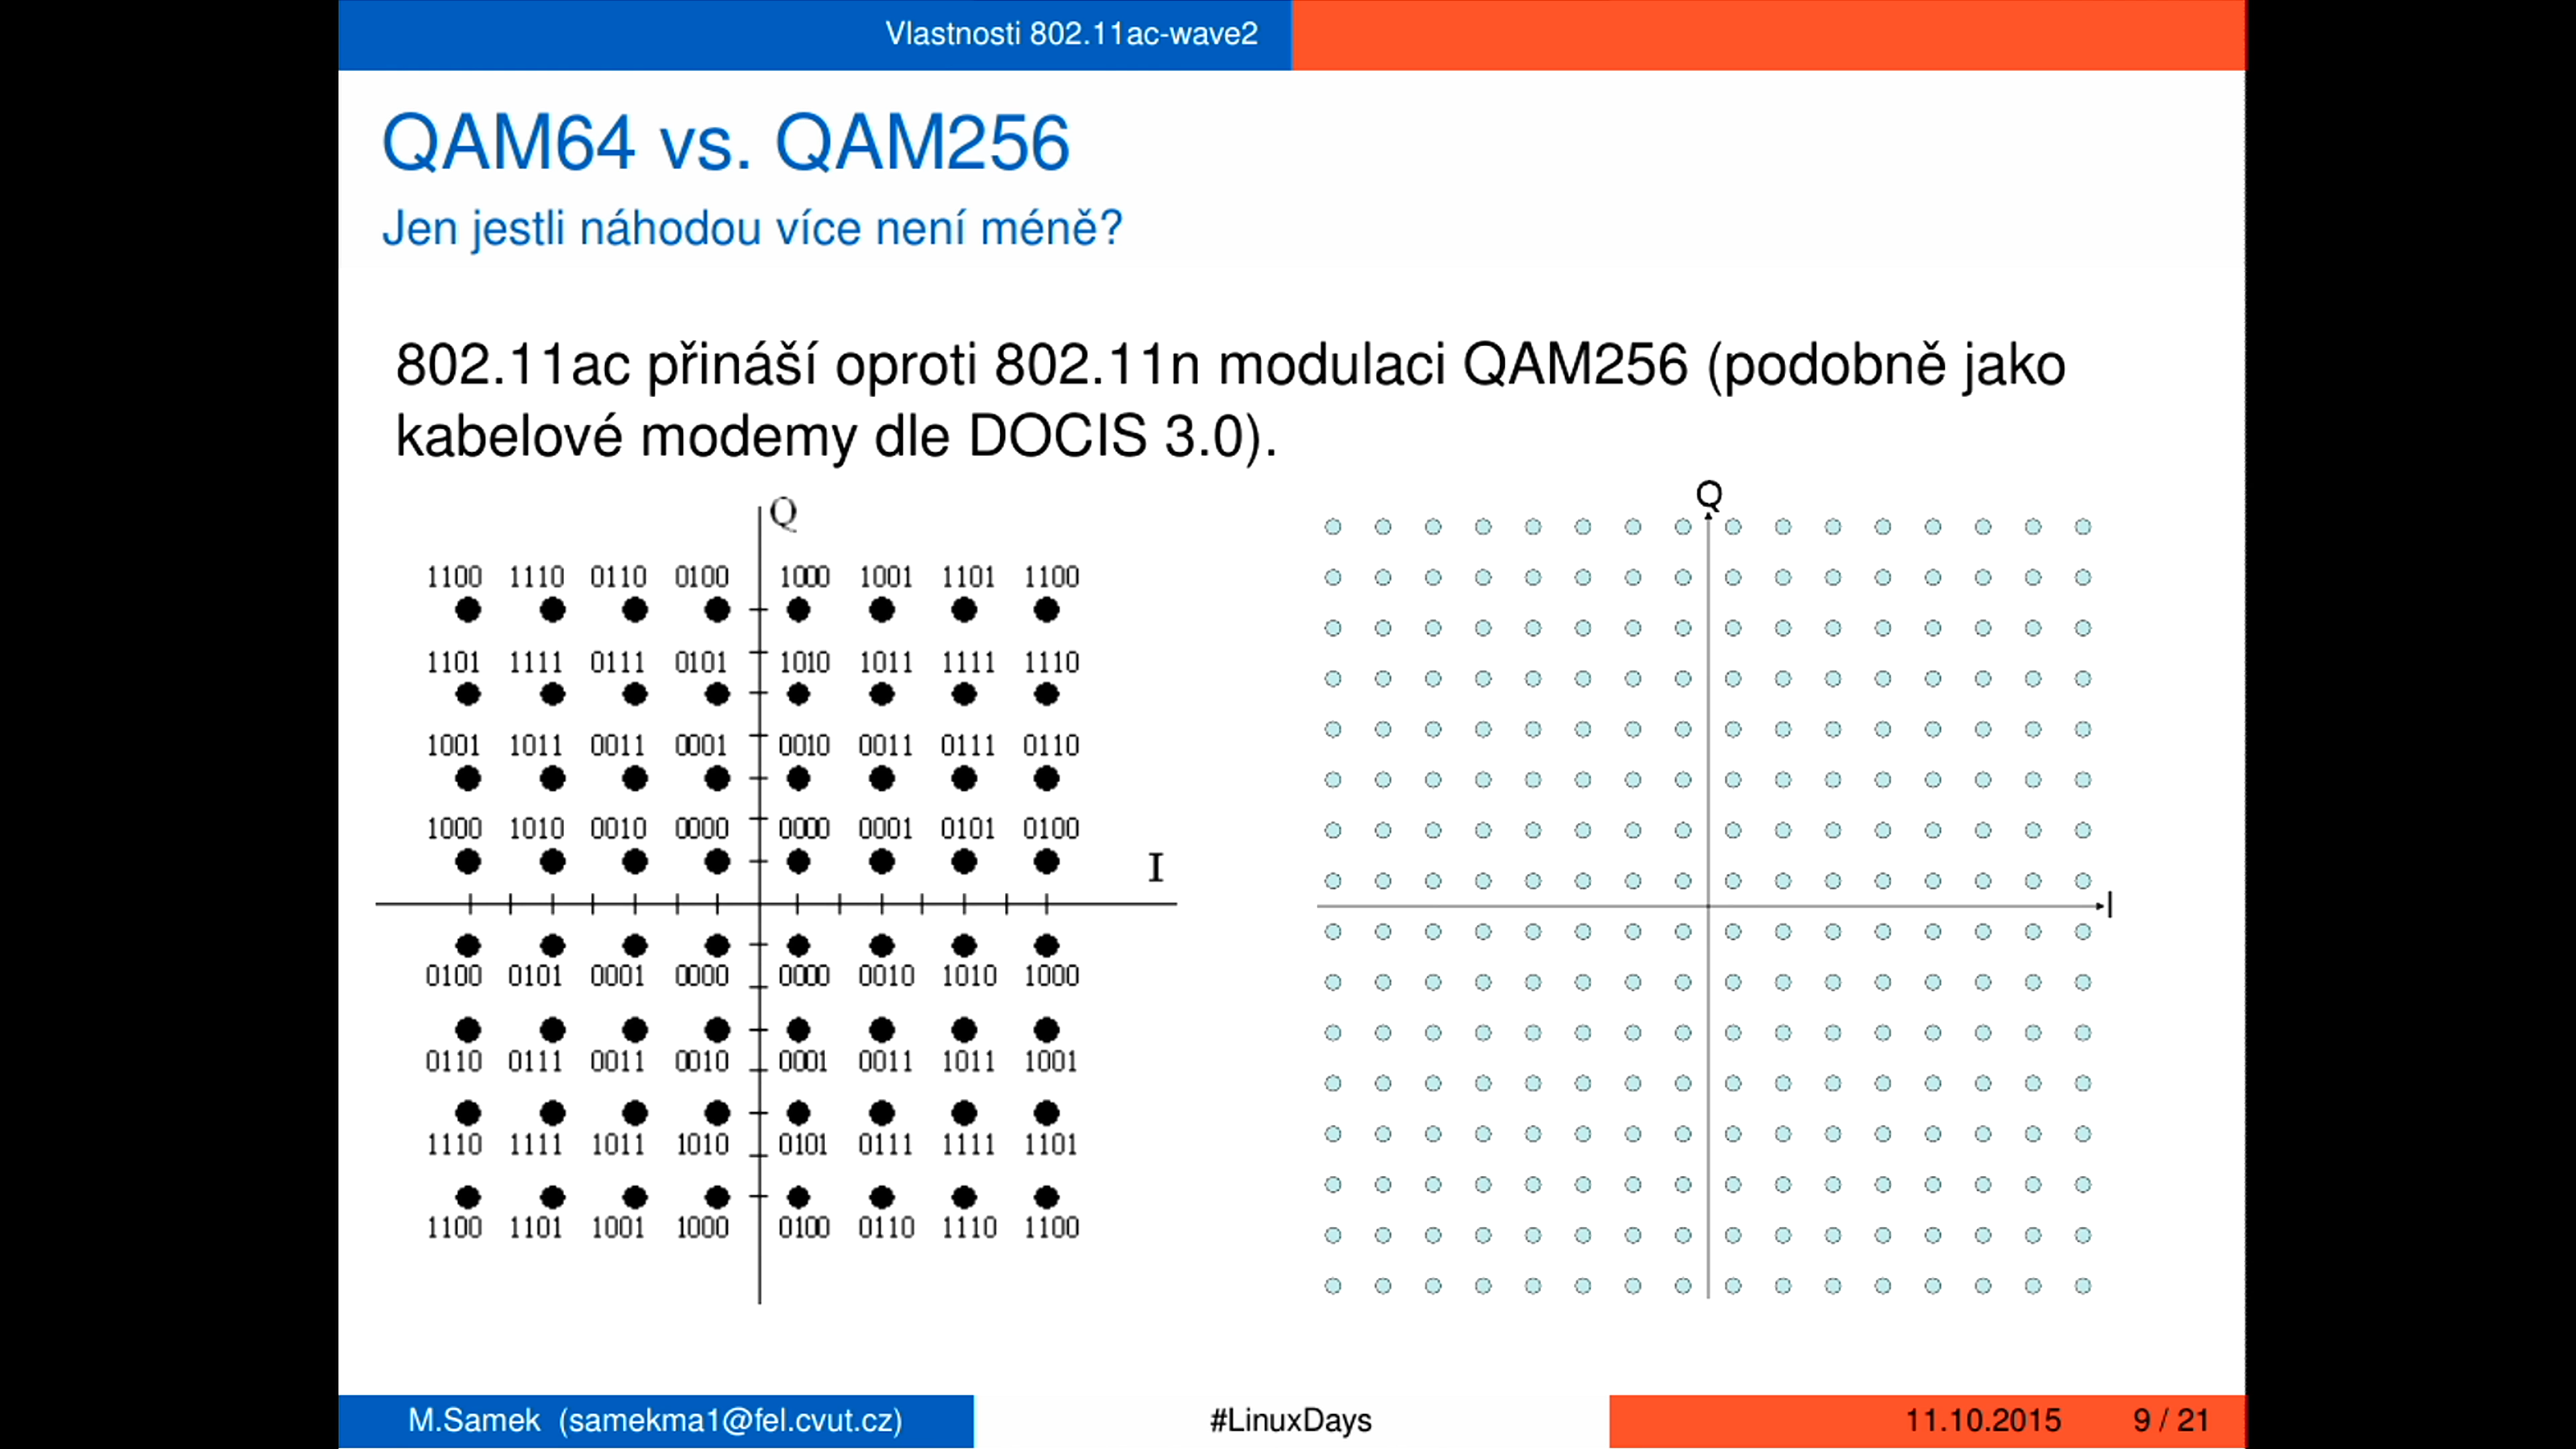 Vlastnosti 802.11ac-wave2
QAM64 vs. QAM256
Jen jestli náhodou více není méně?
802.11ac přináší oproti 802.11n modulaci QAM256 (podobně jako
kabelové modemy dle DOCIS 3.0).
Q
1100 1110 0110 0100 1000 1001 1101 1100
1101 1111 0111 0101 1010 1011 1111 1110
1001 1011 0011 0001 0010 0011 0111 0110
1000 1010 0010 0000 0000 0001 0101 0100
I
0100 0101 0001 0000 0000 0010 1010 1000
0110 0111 0011 0010 0001 0011 1011 1001
1110 1111 1011 1010 0101 0111 1111 1101
1100 1101 1001 1000 0100 0110 1110 1100
Q
I
M.Samek (samekma1@fel.cvut.cz)
#LinuxDays
11.10.2015
9 / 21